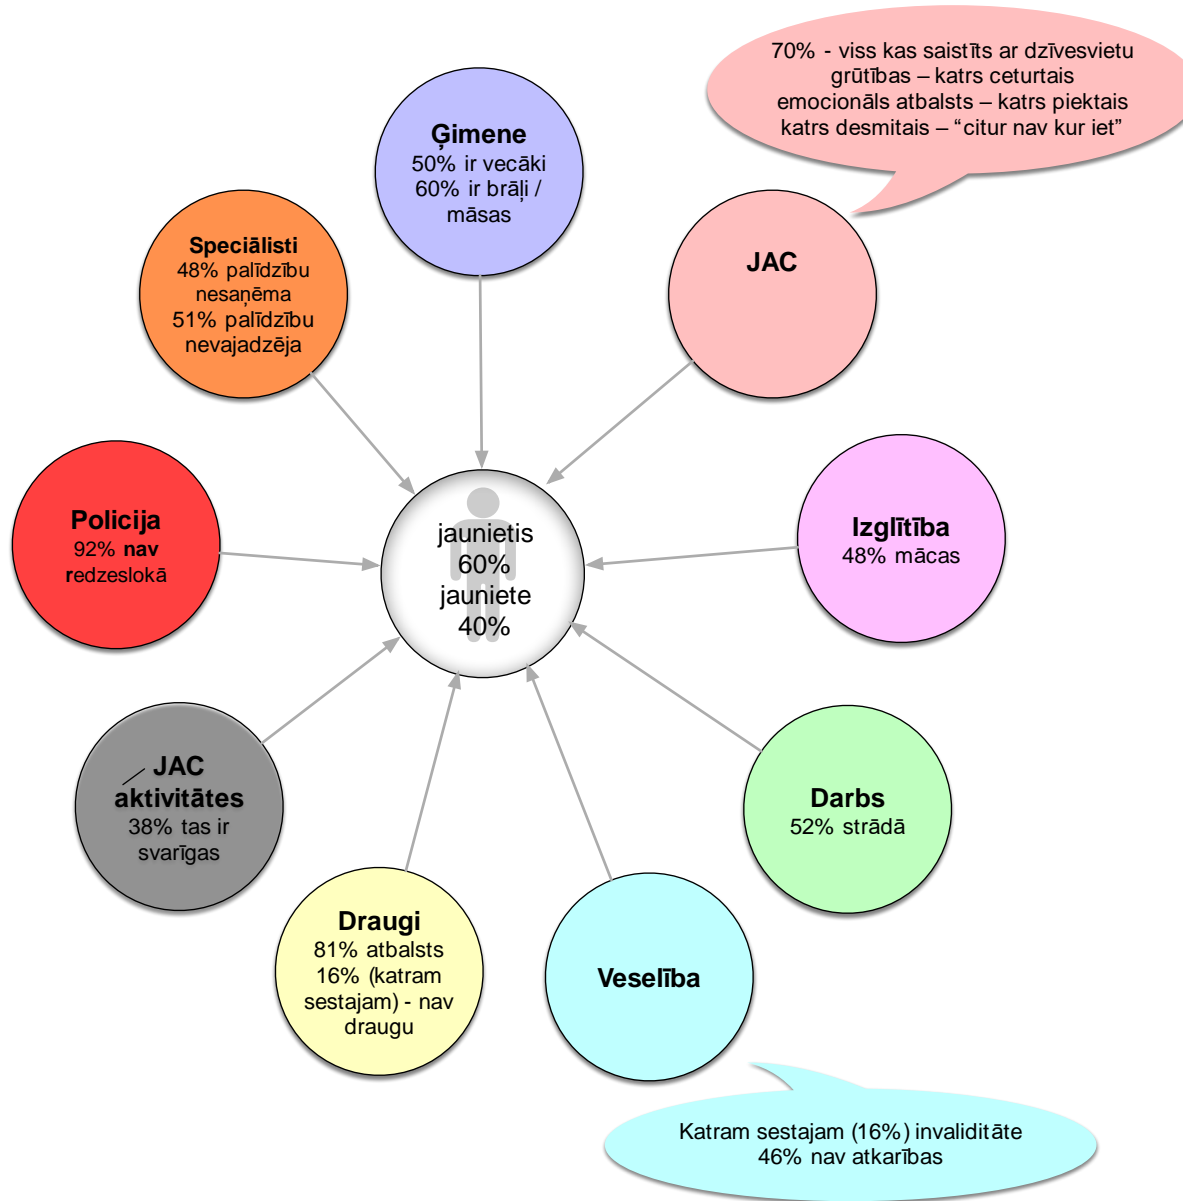 70% - viss kas saistīts ar dzīvesvietu
grūtības – katrs ceturtais
emocionāls atbalsts – katrs piektais
katrs desmitais – “citur nav kur iet”
Ģimene
50% ir vecāki
60% ir brāļi /
māsas
JAC
Speciālisti
48% palīdzību
nesaņēma
51% palīdzību
nevajadzēja
Policija
92% nav
redzeslokā
jaunietis
60%
jauniete
40%
Izglītība
48% mācas
JAC
aktivitātes
38% tas ir
svarīgas
Darbs
52% strādā
Draugi
81% atbalsts
16% (katram
sestajam) - nav
draugu
Veselība
Katram sestajam (16%) invaliditāte
46% nav atkarības